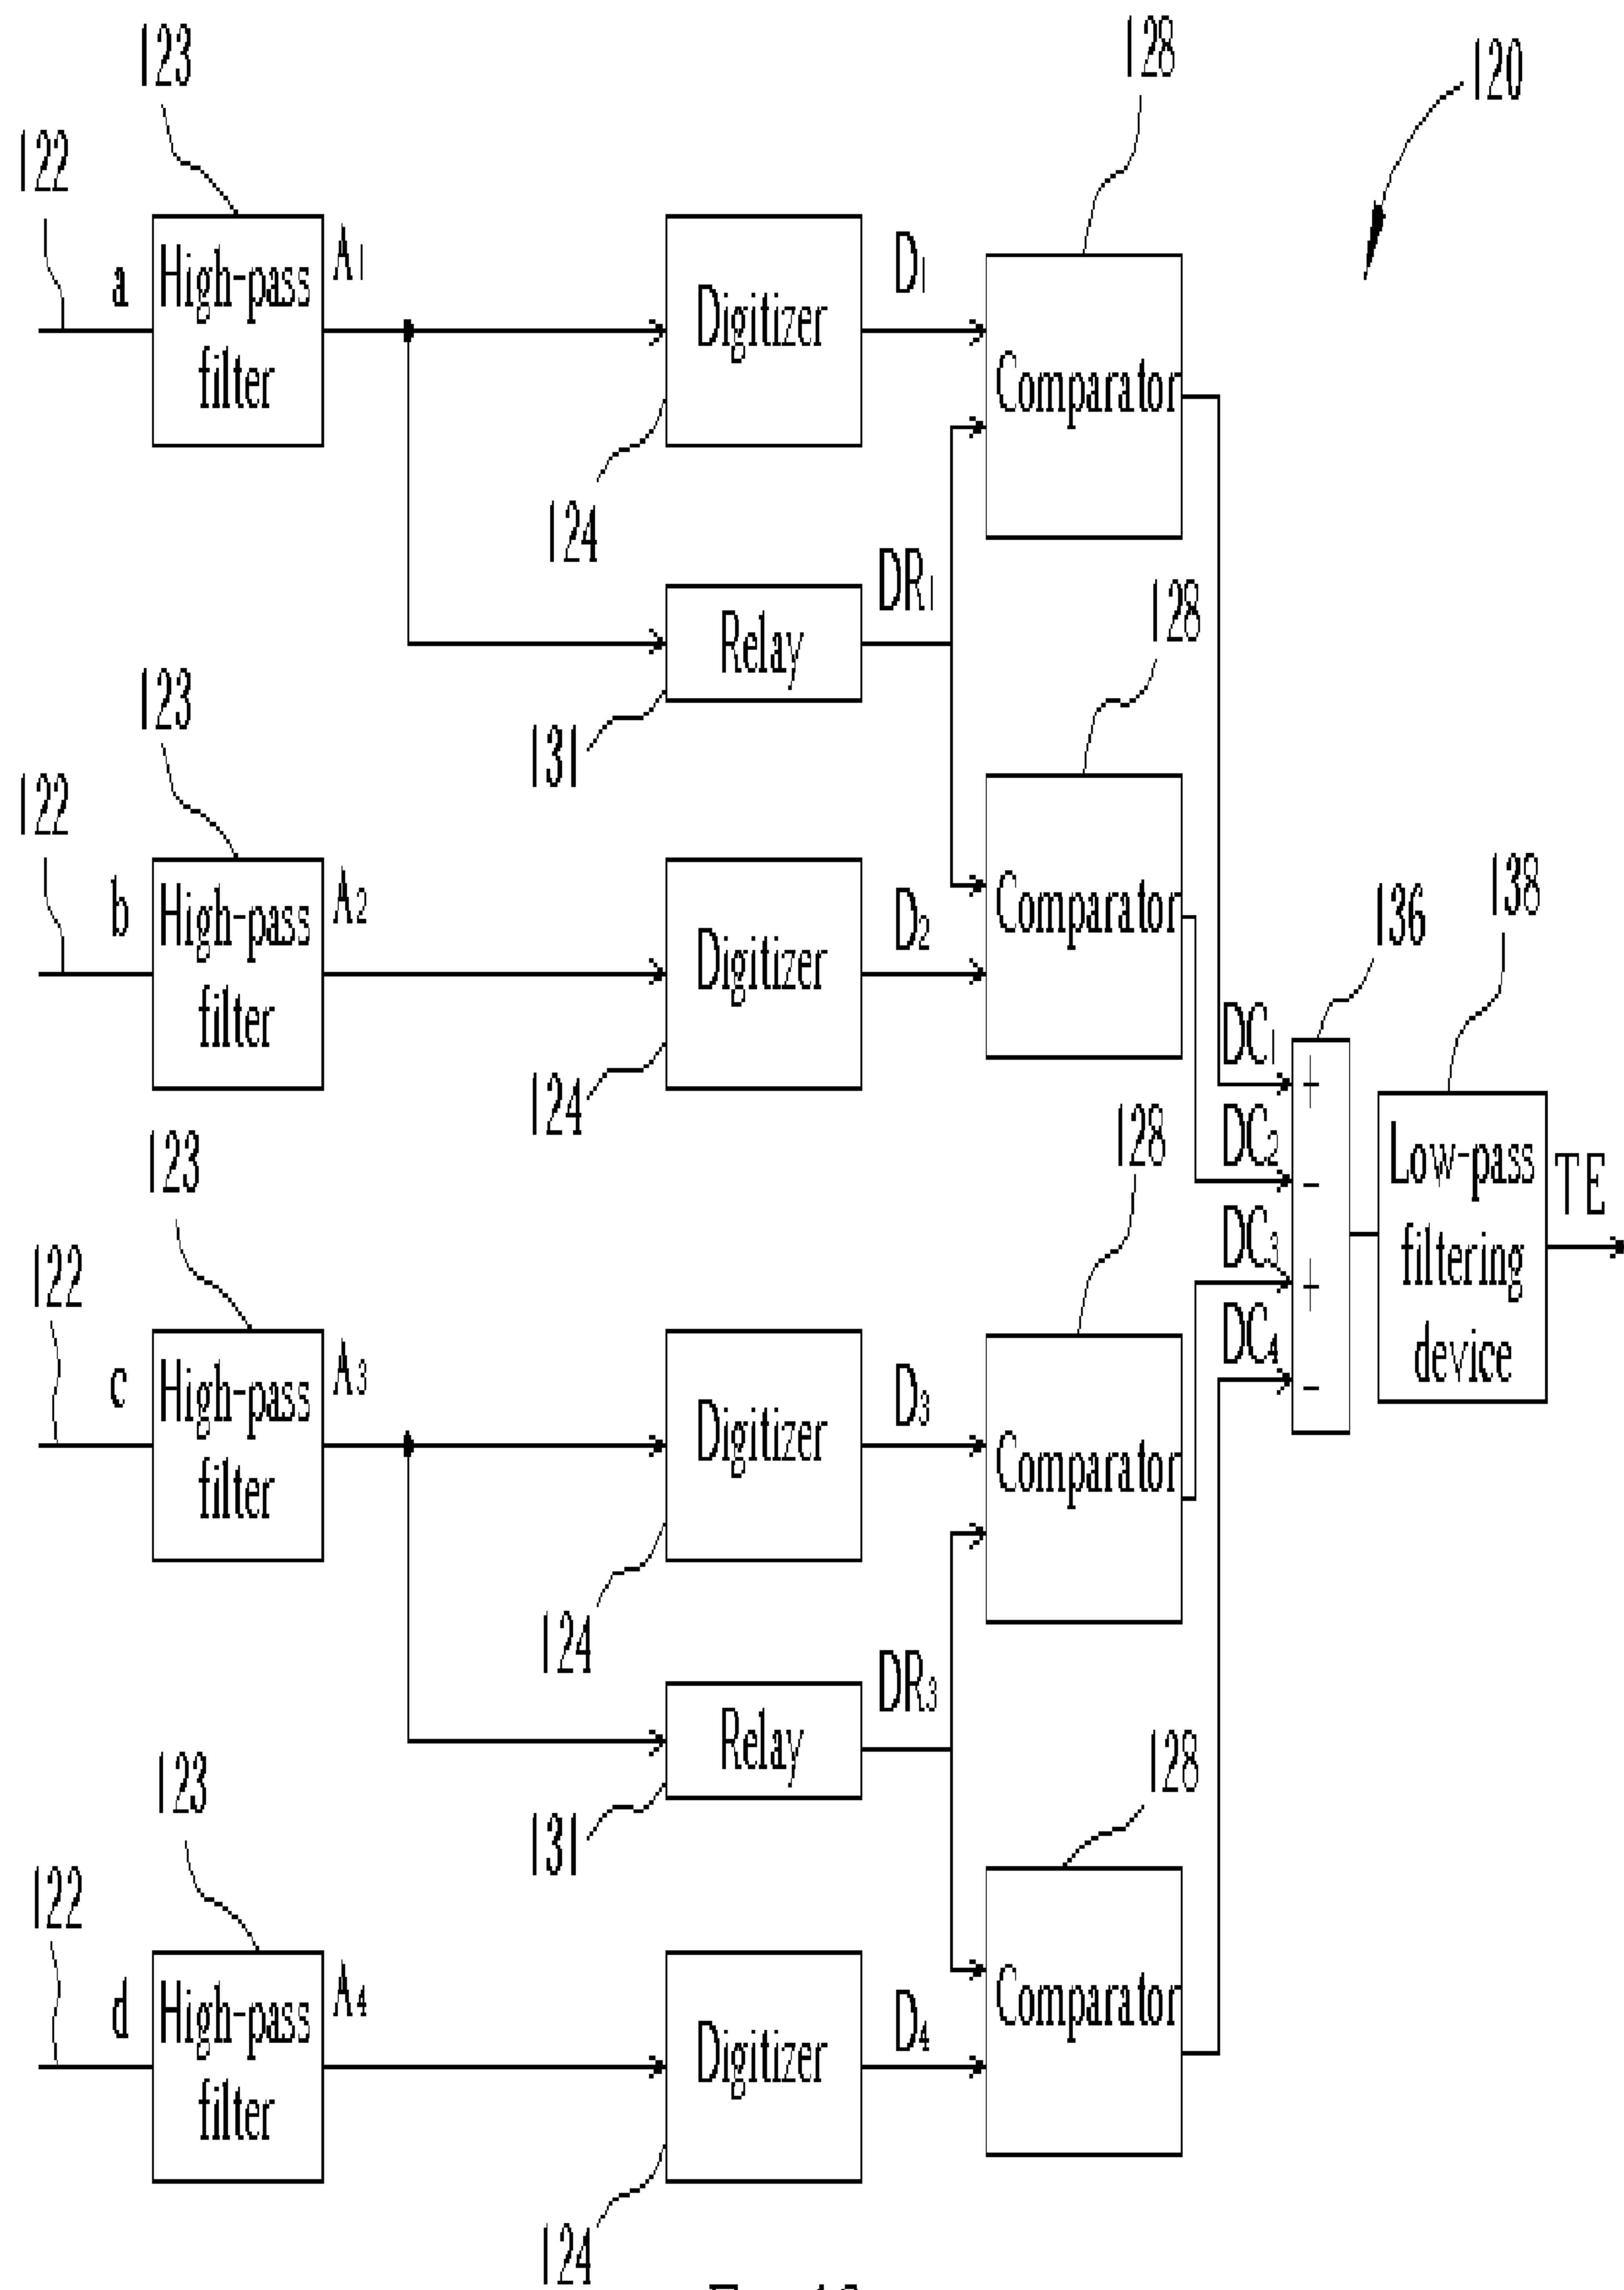 123
128
120
122
a
High-pass
filter
A1
Digitizer
D1
Comparator
124
DR1
Relay
128
131
123
122
b
High-pass
filter
A2
Digitizer
D2
Comparator
124
136
138
DC1
+
DC2
-
DC3
+
DC4
-
Low-pass
filtering
device
TE
123
128
122
c
High-pass
filter
A3
Digitizer
D3
Comparator
124
DR3
Relay
128
131
123
122
d
High-pass
filter
A4
Digitizer
D4
Comparator
124